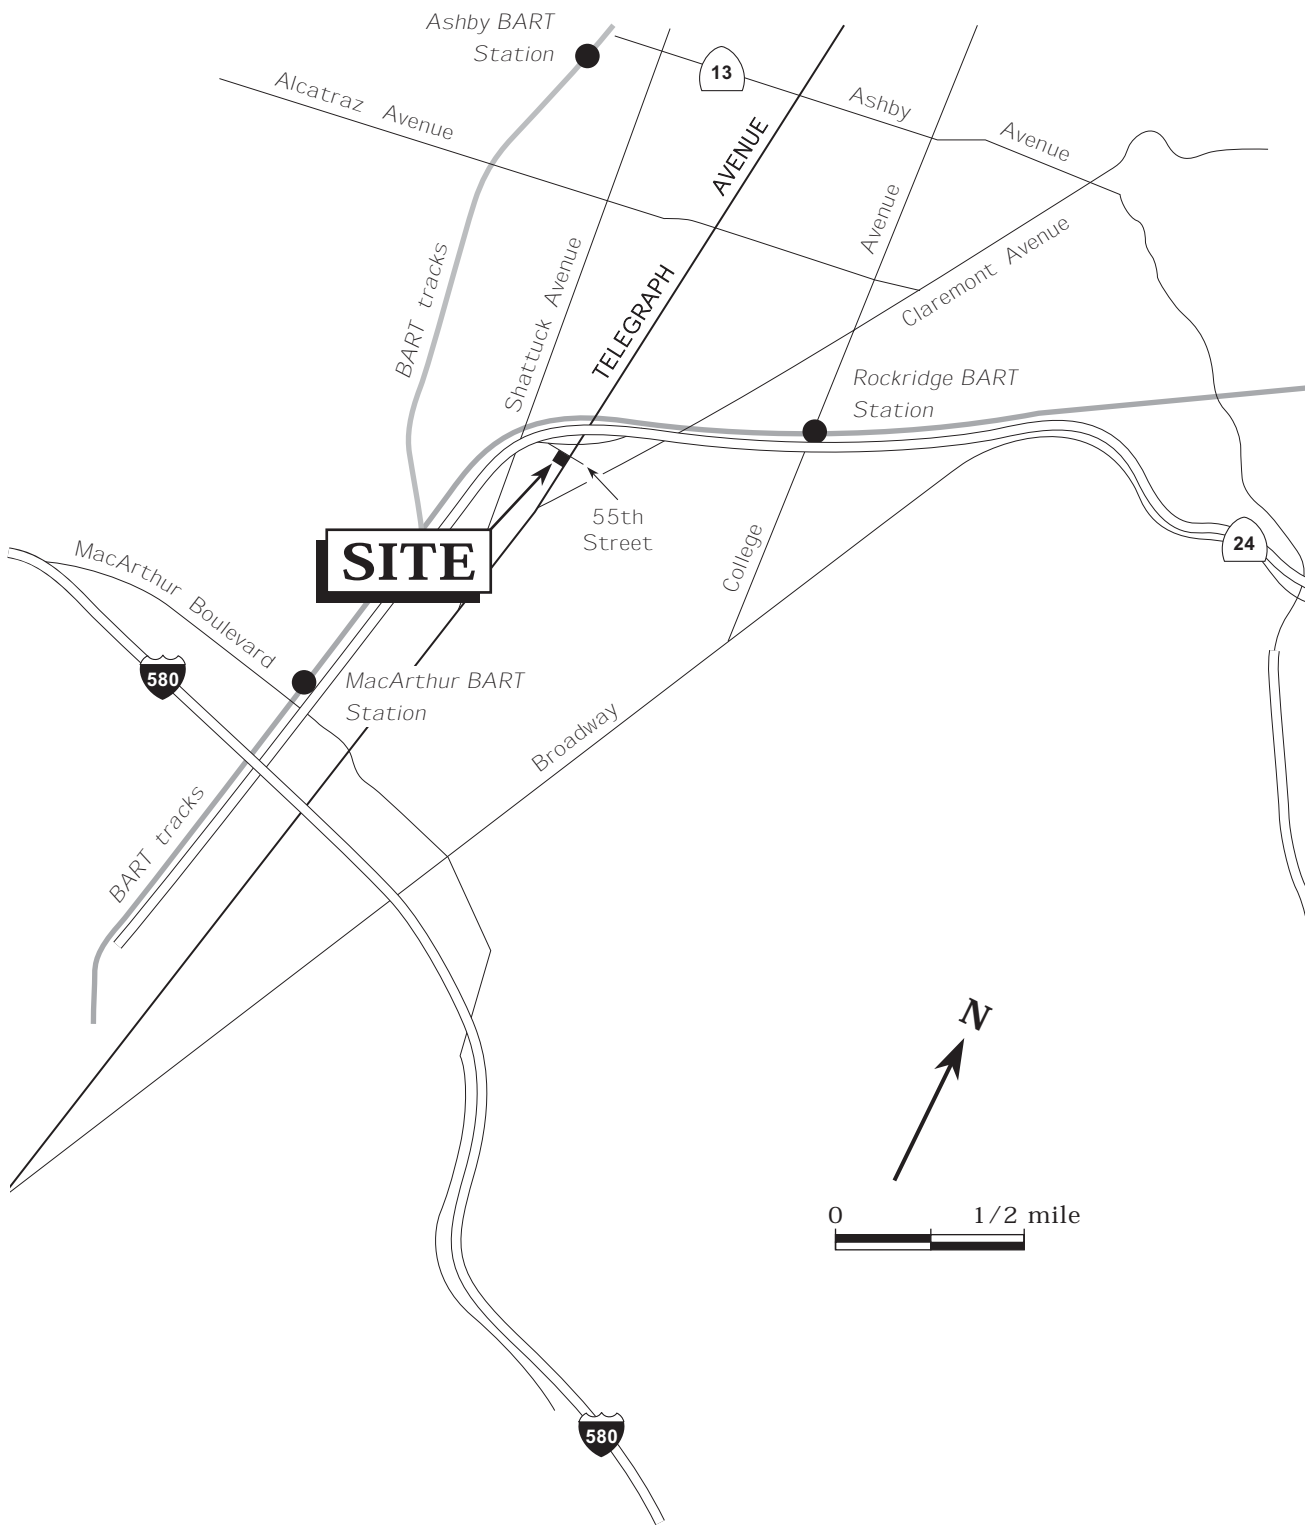 Ashby BART
Station
13
Alcatraz Avenue
Ashby Avenue
TELEGRAPH AVENUE
Avenue
BART tracks
Shattuck Avenue
Claremont Avenue
Rockridge BART
Station
55th
Street
SITE
24
College
MacArthur Boulevard
580
MacArthur BART
Station
Broadway
BART tracks
N
0 1/2 mile
580